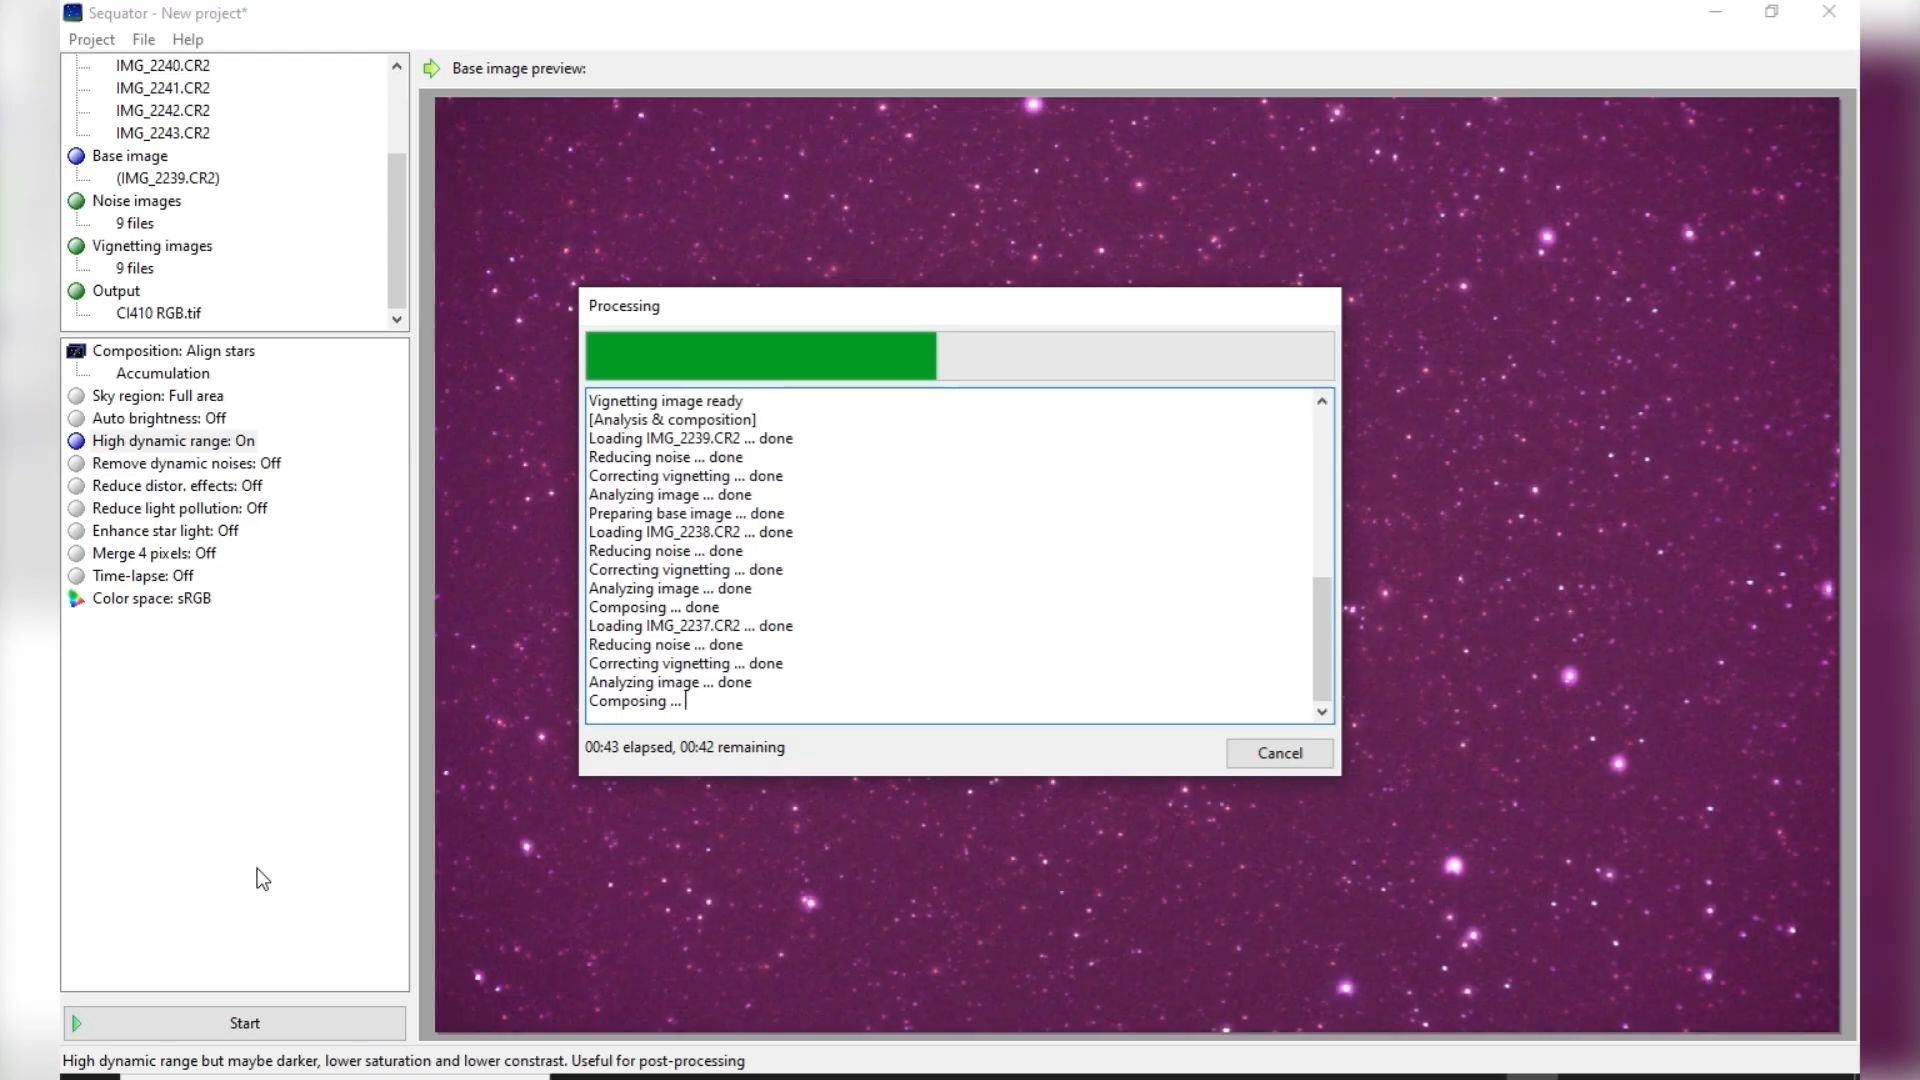 Sequator - New project*
Project File Help
IMG_2240.CR2
IMG_2241.CR2
IMG_2242.CR2
IMG_2243.CR2
Base image
(IMG_2239.CR2)
Noise images
9 files
Vignetting images
9 files
Output
CI410 RGB.tif
Composition: Align stars
Accumulation
Sky region: Full area
Auto brightness: Off
High dynamic range: On
Remove dynamic noises: Off
Reduce distor. effects: Off
Reduce light pollution: Off
Enhance star light: Off
Merge 4 pixels: Off
Time-lapse: Off
Color space: sRGB
Start
High dynamic range but maybe darker, lower saturation and lower constrast. Useful for post-processing
Base image preview:
Processing
Vignetting image ready
[Analysis & composition]
Loading IMG_2239.CR2 ... done
Reducing noise ... done
Correcting vignetting ... done
Analyzing image ... done
Preparing base image ... done
Loading IMG_2238.CR2 ... done
Reducing noise ... done
Correcting vignetting ... done
Analyzing image ... done
Composing ... done
Loading IMG_2237.CR2 ... done
Reducing noise ... done
Correcting vignetting ... done
Analyzing image ... done
Composing ...
00:43 elapsed, 00:42 remaining
Cancel